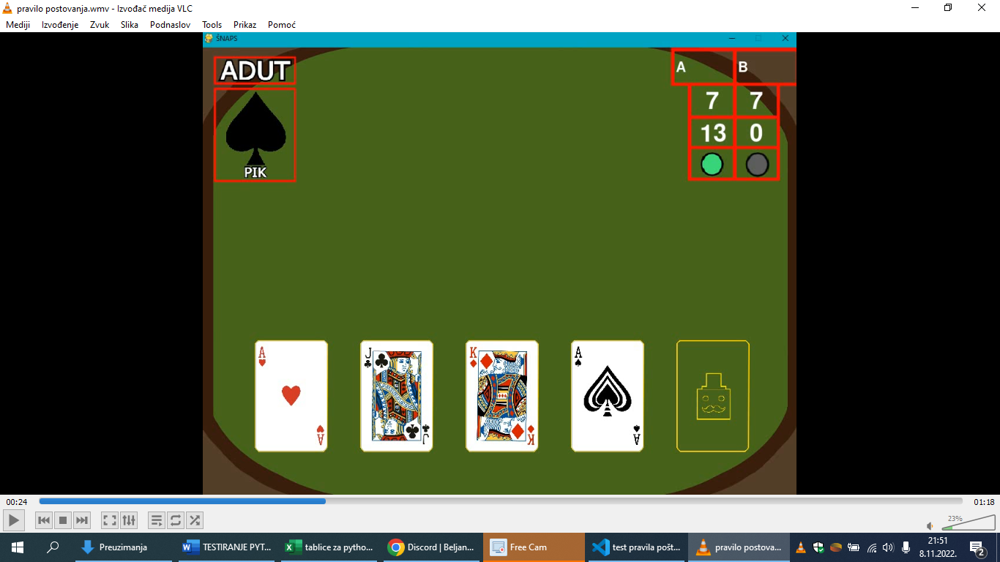 pravilo postovanja.wmv - Izvođač medija VLC
Mediji Izvođenje Zvuk Slika Podnaslov Tools Prikaz Pomoć
ŠNAPS
ADUT
PIK
A B
7 7
13 0
A J K A
A J K A
00:24 01:18
23%
Preuzimanja TESTIRANJE PYT... tablice za pytho... Discord | Beljan... Free Cam test pravila pošt... pravilo postova... 21:51
8.11.2022. 2